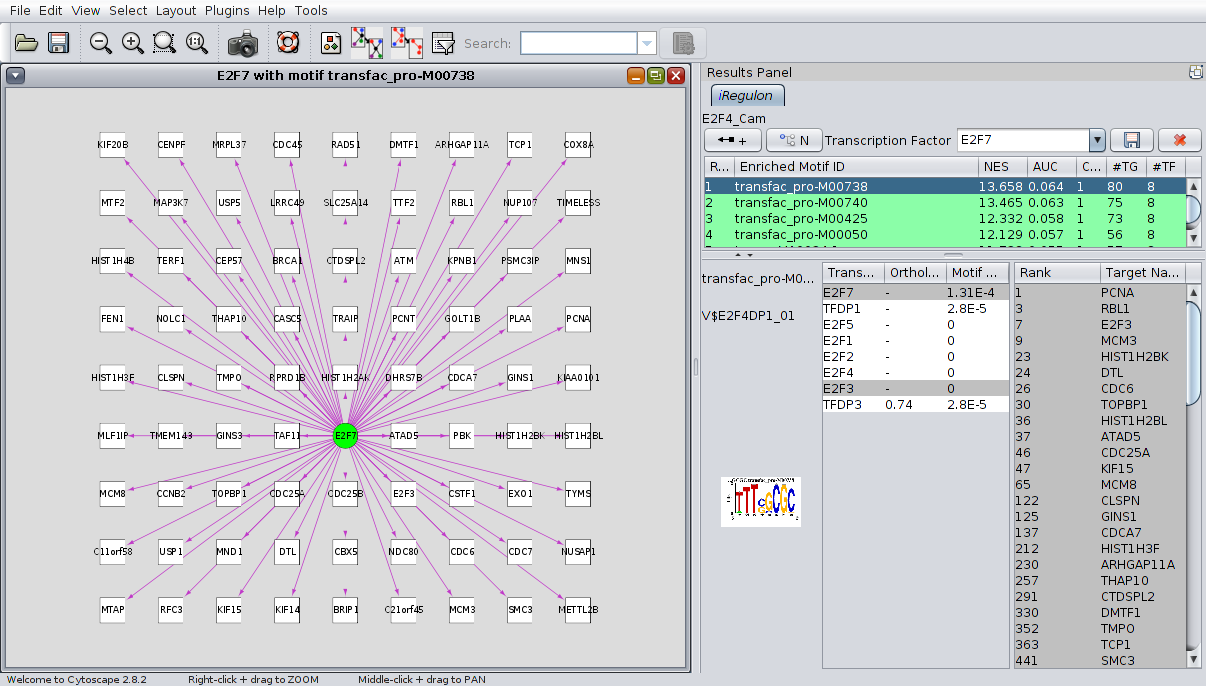 File Edit View Select Layout Plugins Help Tools
Search:
E2F7 with motif transfac_pro-M00738
KIF20B CENPF MRPL37 CDC45 RAD51 DMTF1 ARHGAP11A TCP1 COX8A
MTF2 MAP3K7 USP5 LRRC49 SLC25A14 TTF2 RBL1 NUP107 TIMELESS
HIST1H4B TERF1 CEP57 BRCA1 CTDSPL2 ATM KPNB1 PSMC3IP MNS1
FEN1 NOLC1 THAP10 CASC5 TRAIP PCNT GOLT1B PLAA PCNA
HIST1H3F CLSPN TMPO RPRD1B HIST1H2AK DHRS7B CDCA7 GINS1 KIAA0101
MLF1IP TMEM143 GINS3 TAF11 E2F7 ATAD5 PBK HIST1H2BK HIST1H2BL
MCM8 CCNB2 TOPBP1 CDC25A CDC25B E2F3 CSTF1 EXO1 TYMS
C11orf58 USP1 MND1 DTL CBX5 NDC80 CDC6 CDC7 NUSAP1
MTAP RFC3 KIF15 KIF14 BRIP1 C21orf45 MCM3 SMC3 METTL2B
Welcome to Cytoscape 2.8.2 Right-click + drag to ZOOM Middle-click + drag to PAN
Results Panel
iRegulon
E2F4_Cam
+ N Transcription Factor E2F7
R... Enriched Motif ID NES AUC C... #TG #TF
1 transfac_pro-M00738 13.658 0.064 1 80 8
2 transfac_pro-M00740 13.465 0.063 1 75 8
3 transfac_pro-M00425 12.332 0.058 1 73 8
4 transfac_pro-M00050 12.129 0.057 1 56 8
transfac_pro-M0...
V$E2F4DP1_01
Trans... Orthol... Motif ...
E2F7 - 1.31E-4
TFDP1 - 2.8E-5
E2F5 - 0
E2F1 - 0
E2F2 - 0
E2F4 - 0
E2F3 - 0
TFDP3 0.74 2.8E-5
Rank Target Na...
1 PCNA
3 RBL1
7 E2F3
9 MCM3
23 HIST1H2BK
24 DTL
26 CDC6
30 TOPBP1
36 HIST1H2BL
37 ATAD5
46 CDC25A
47 KIF15
65 MCM8
122 CLSPN
125 GINS1
137 CDCA7
212 HIST1H3F
230 ARHGAP11A
257 THAP10
291 CTDSPL2
330 DMTF1
352 TMPO
363 TCP1
441 SMC3